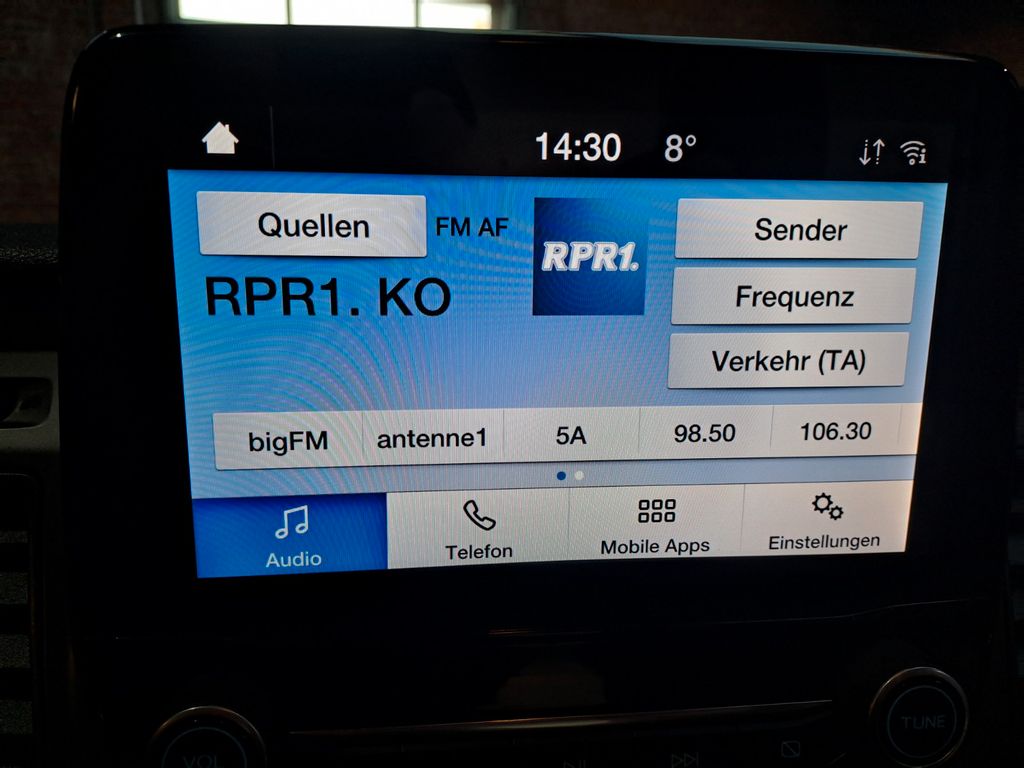 14:30 8°
Quellen FM AF
RPR1.
Sender
RPR1. KO
Frequenz
Verkehr (TA)
bigFM antenne1 5A 98.50 106.30
Audio Telefon Mobile Apps Einstellungen
VOL TUNE